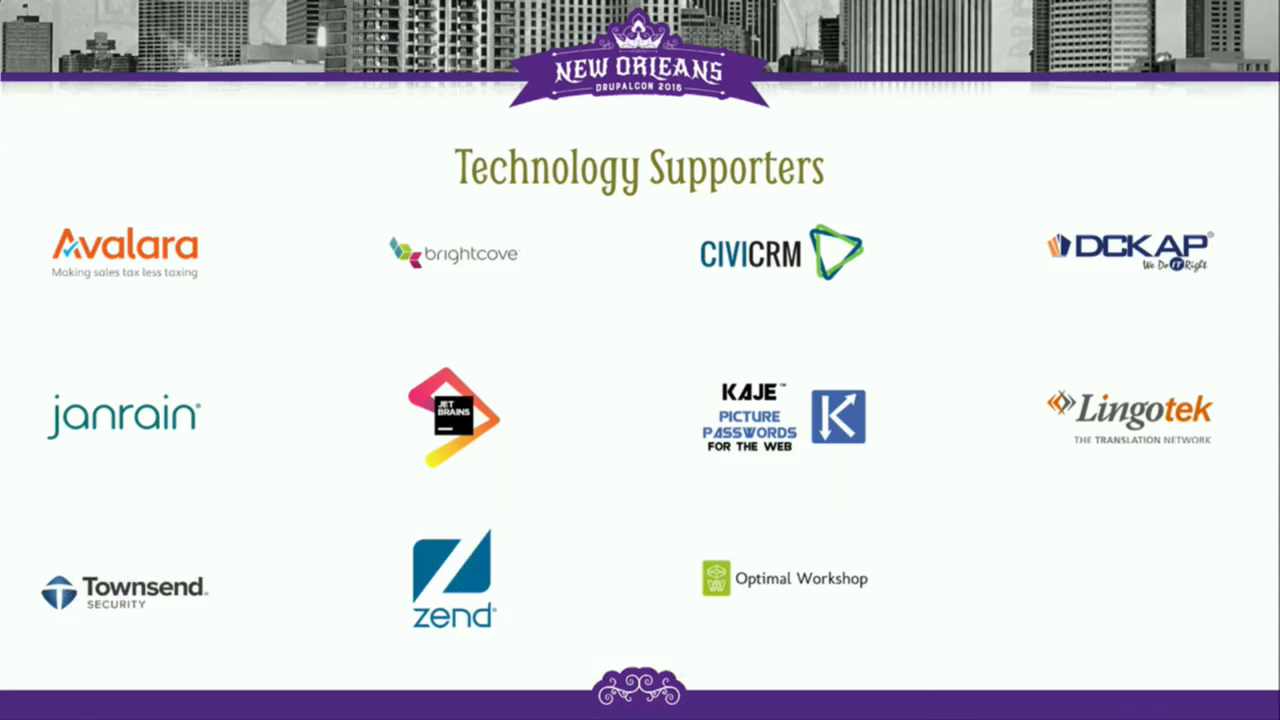 NEW ORLEANS
DRUPALCON 2016
Technology Supporters
Avalara
Making sales tax less taxing
brightcove
CIVICRM
DCKAP®
We Do IT Right
janrain®
JET
BRAINS
KAJE™
PICTURE
PASSWORDS
FOR THE WEB
K
Lingotek
THE TRANSLATION NETWORK
Townsend®
SECURITY
zend®
Optimal Workshop